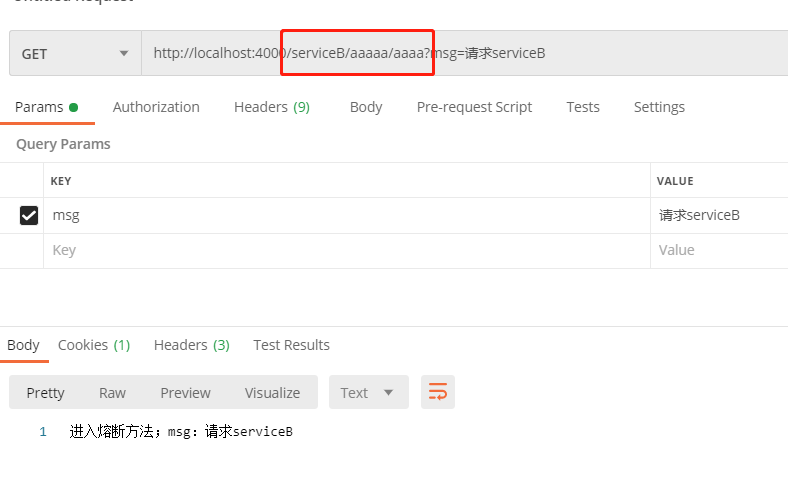 Untitled Request
GET http://localhost:4000/serviceB/aaaaa/aaaa?msg=请求serviceB
Params Authorization Headers (9) Body Pre-request Script Tests Settings
Query Params
KEY VALUE
msg 请求serviceB
Key Value
Body Cookies (1) Headers (3) Test Results
Pretty Raw Preview Visualize Text
1 进入熔断方法；msg：请求serviceB